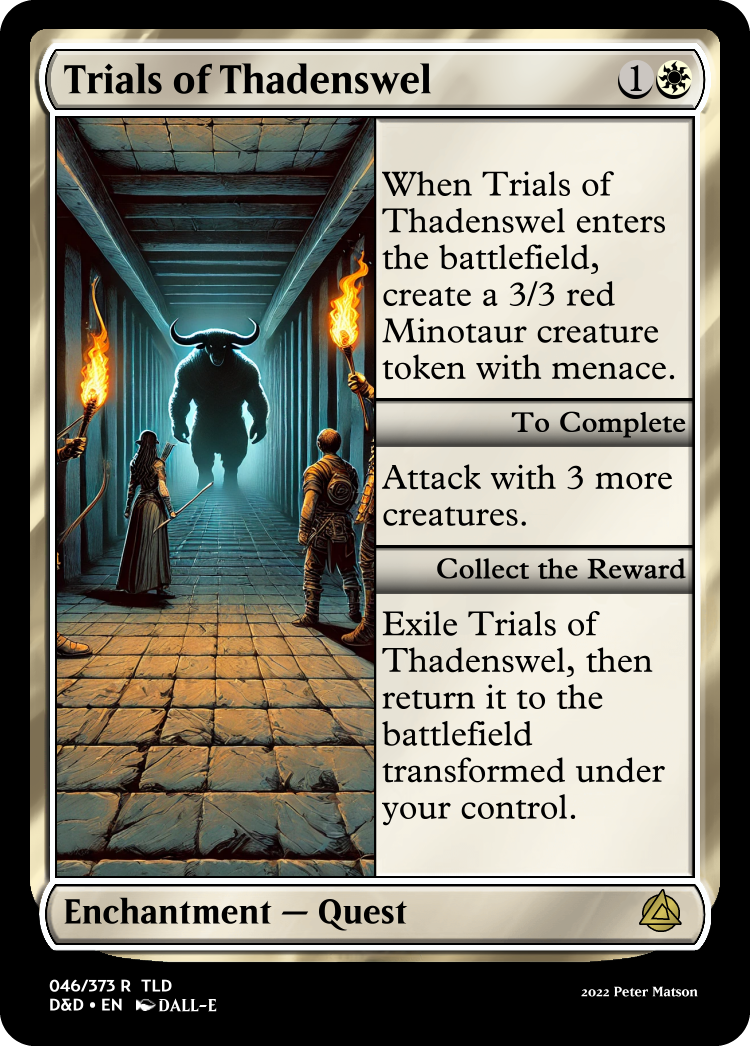 Trials of Thadenswel 1
When Trials of
Thadenswel enters
the battlefield,
create a 3/3 red
Minotaur creature
token with menace.
To Complete
Attack with 3 more
creatures.
Collect the Reward
Exile Trials of
Thadenswel, then
return it to the
battlefield
transformed under
your control.
Enchantment — Quest
046/373 R TLD
D&D • EN DALL-E
2022 Peter Matson